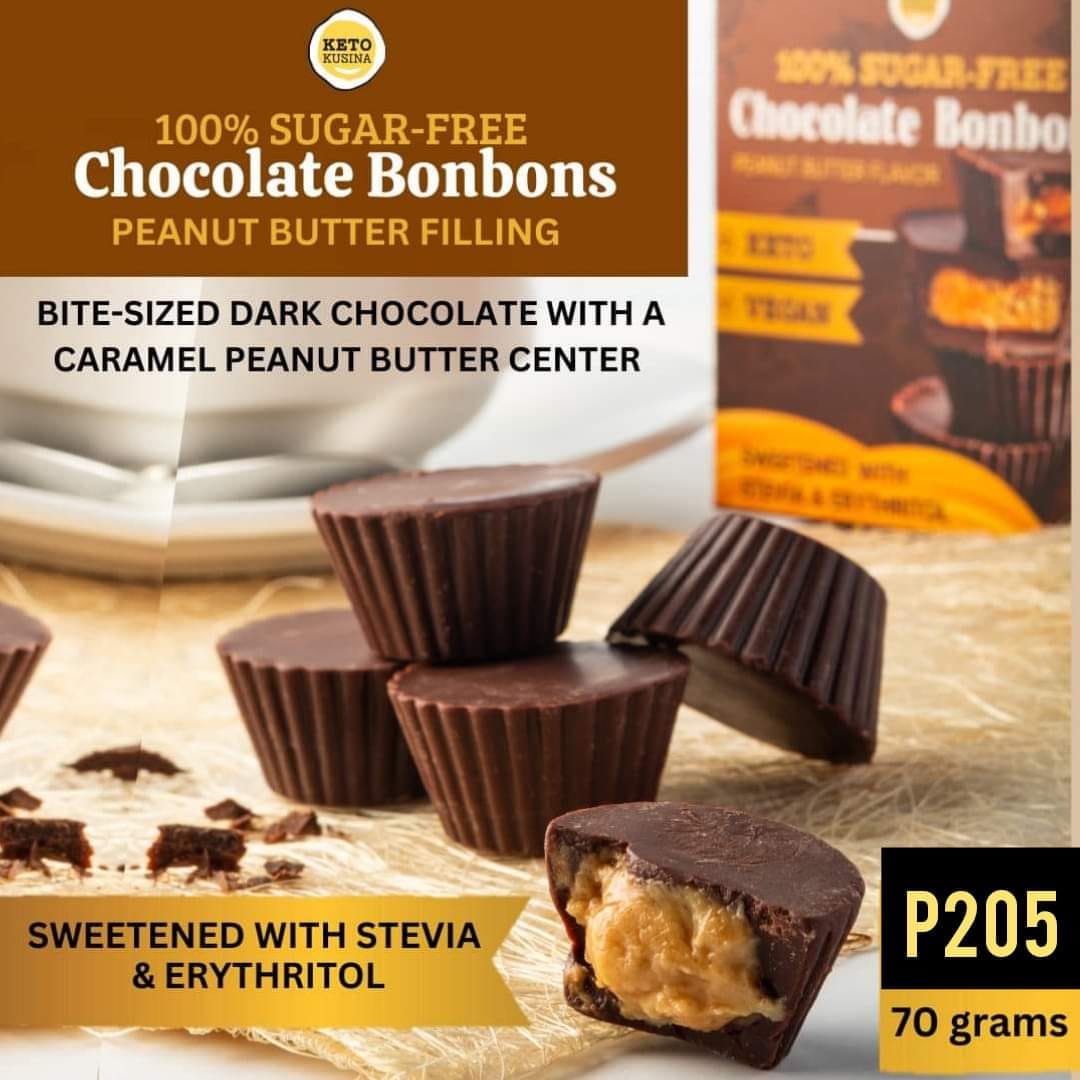 KETO
KUSINA
100% SUGAR-FREE
Chocolate Bonbons
PEANUT BUTTER FILLING
BITE-SIZED DARK CHOCOLATE WITH A
CARAMEL PEANUT BUTTER CENTER
100% SUGAR-FREE
Chocolate Bonbo
PEANUT BUTTER FLAVOR
KETO
VEGAN
SWEETENED WITH
STEVIA & ERYTHRITOL
SWEETENED WITH STEVIA
& ERYTHRITOL
P205
70 grams